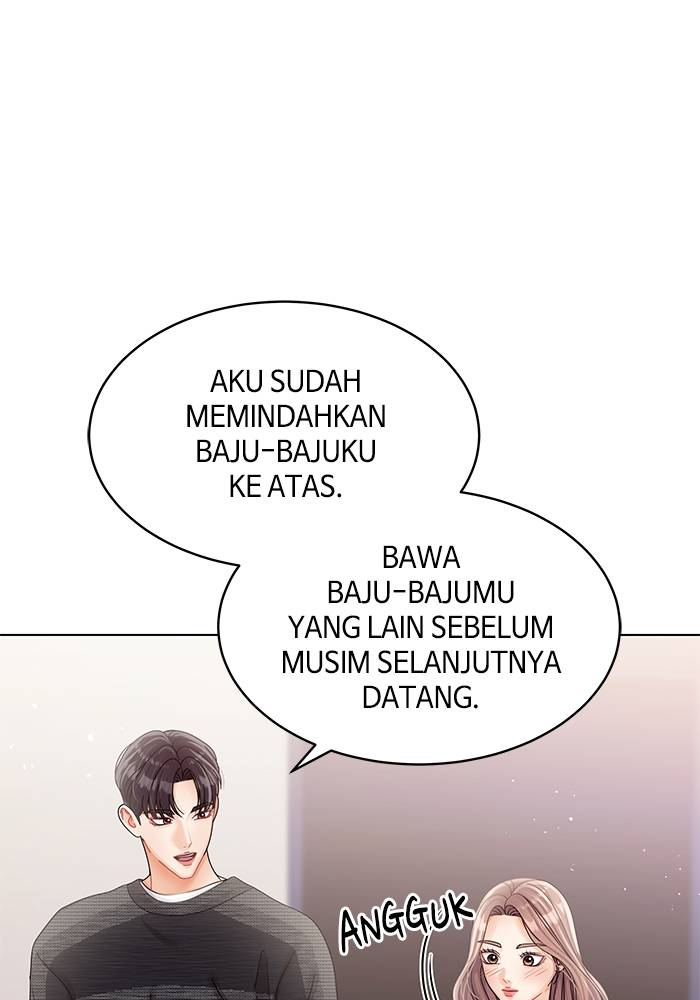 AKU SUDAH
MEMINDAHKAN
BAJU-BAJUKU
KE ATAS.
BAWA
BAJU-BAJUMU
YANG LAIN SEBELUM
MUSIM SELANJUTNYA
DATANG.
ANGGUK